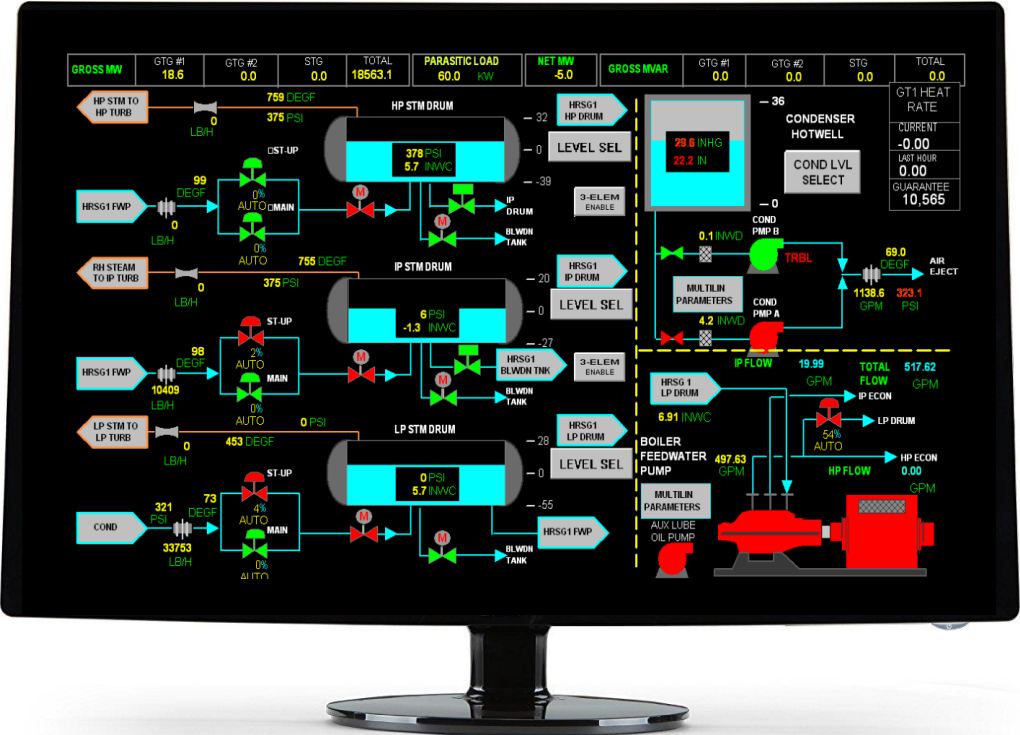 GROSS MW
GTG #1
18.6
GTG #2
0.0
STG
0.0
TOTAL
18563.1
PARASITIC LOAD
60.0 KW
NET MW
-5.0
GROSS MVAR
GTG #1
0.0
GTG #2
0.0
STG
0.0
TOTAL
0.0
HP STM TO
HP TURB
0
LB/H
759 DEGF
375 PSI
HP STM DRUM
378 PSI
5.7 INWC
32
0
-39
HRSG1
HP DRUM
LEVEL SEL
3-ELEM
ENABLE
ST-UP
0%
AUTO
MAIN
0%
AUTO
99
DEGF
HRSG1 FWP
0
LB/H
M
M
IP
DRUM
BLWDN
TANK
RH STEAM
TO IP TURB
0
LB/H
755 DEGF
375 PSI
IP STM DRUM
6 PSI
-1.3 INWC
20
0
-27
HRSG1
IP DRUM
LEVEL SEL
3-ELEM
ENABLE
ST-UP
2%
AUTO
MAIN
0%
AUTO
98
DEGF
HRSG1 FWP
10409
LB/H
M
M
HRSG1
BLWDN TNK
BLWDN
TANK
LP STM TO
LP TURB
0
LB/H
0 PSI
453 DEGF
LP STM DRUM
0 PSI
5.7 INWC
28
0
-55
HRSG1
LP DRUM
LEVEL SEL
ST-UP
4%
AUTO
MAIN
0%
AUTO
321
PSI
73
DEGF
COND
33753
LB/H
M
M
HRSG1 FWP
BLWDN
TANK
36
0
29.6 INHG
22.2 IN
CONDENSER
HOTWELL
COND LVL
SELECT
GT1 HEAT
RATE
CURRENT
-0.00
LAST HOUR
0.00
GUARANTEE
10,565
COND
PMP B
0.1 INWD
TRBL
MULTILIN
PARAMETERS
COND
PMP A
4.2 INWD
69.0
DEGF
AIR
EJECT
1138.6
GPM
323.1
PSI
IP FLOW
19.99
GPM
TOTAL
FLOW
517.62
GPM
HRSG 1
LP DRUM
6.91 INWC
IP ECON
LP DRUM
54%
AUTO
BOILER
FEEDWATER
PUMP
497.63
GPM
HP ECON
HP FLOW
0.00
GPM
MULTILIN
PARAMETERS
AUX LUBE
OIL PUMP